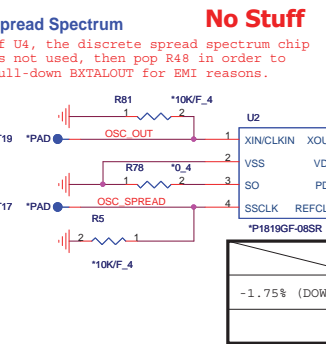 No Stuff
pread Spectrum
f U4, the discrete spread spectrum chip
s not used, then pop R48 in order to
ull-down BXTALOUT for EMI reasons.
R81 *10K/F_4
1 2
U2
T19 *PAD OSC_OUT 1 XIN/CLKIN XOU
2 VSS VD
R78 *0_4
1 2 3 SO PD
T17 *PAD OSC_SPREAD 4 SSCLK REFCL
R5
2 1
*10K/F_4
*P1819GF-08SR
-1.75% (DOW